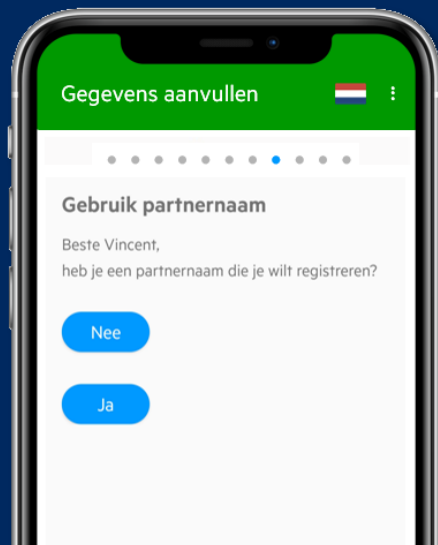 Gegevens aanvullen
Gebruik partnernaam
Beste Vincent,
heb je een partnernaam die je wilt registreren?
Nee
Ja